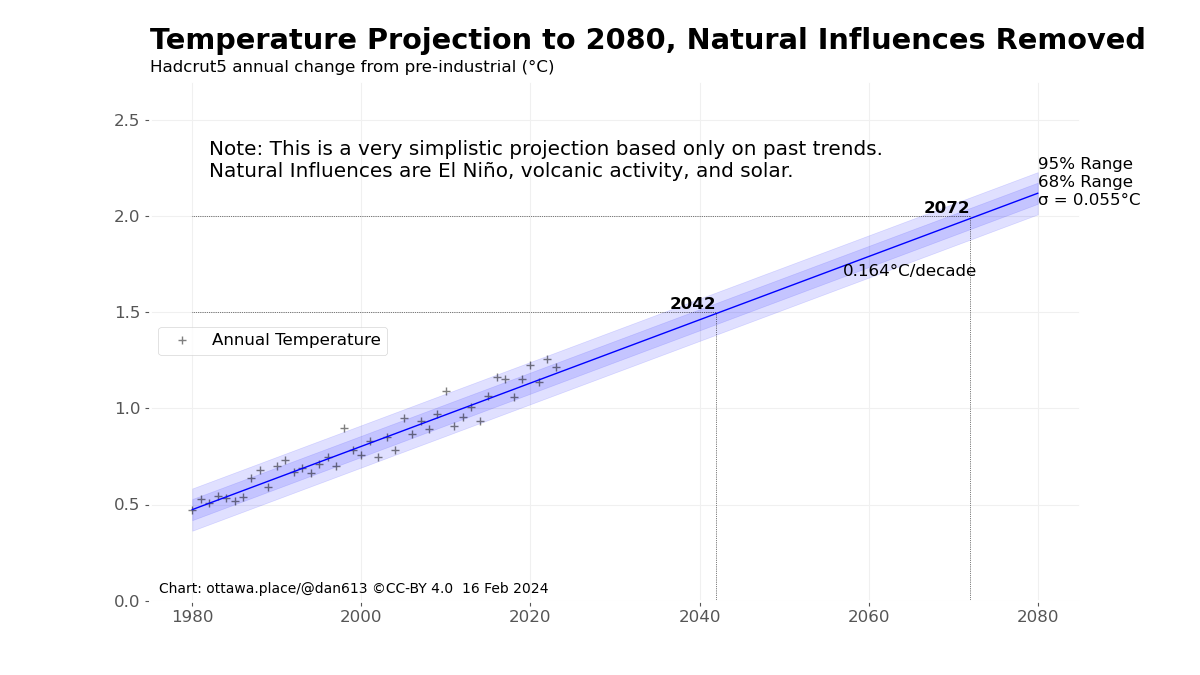 Temperature Projection to 2080, Natural Influences Removed
Hadcrut5 annual change from pre-industrial (°C)
2.5
Note: This is a very simplistic projection based only on past trends.
Natural Influences are El Niño, volcanic activity, and solar.
95% Range
68% Range
σ = 0.055°C
2072
2.0
0.164°C/decade
2042
1.5
Annual Temperature
1.0
0.5
Chart: ottawa.place/@dan613 ©CC-BY 4.0  16 Feb 2024
0.0
1980 2000 2020 2040 2060 2080